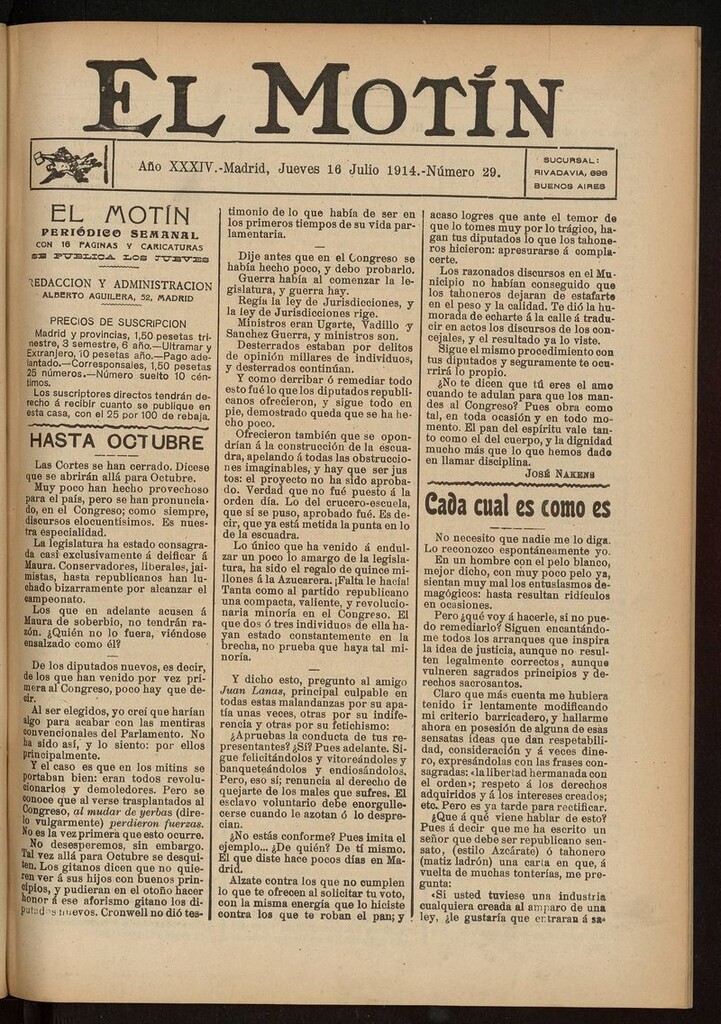 EL MOTÍN
Año XXXIV.-Madrid, Jueves 16 Julio 1914.-Número 29.
SUCURSAL:
RIVADAVIA, 698
BUENOS AIRES
EL MOTÍN
PERIÓDICO SEMANAL
CON 16 PAGINAS Y CARICATURAS
SE PUBLICA LOS JUEVES
REDACCION Y ADMINISTRACION
ALBERTO AGUILERA, 52, MADRID
PRECIOS DE SUSCRIPCION
Madrid y provincias, 1,50 pesetas tri-
nestre, 3 semestre, 6 año.—Ultramar y
Extranjero, 10 pesetas año.—Pago ade-
lantado.—Corresponsales, 1,50 pesetas
25 números.—Número suelto 10 cén-
timos.
Los suscriptores directos tendrán de-
recho á recibir cuanto se publique en
esta casa, con el 25 por 100 de rebaja.
HASTA OCTUBRE
Las Cortes se han cerrado. Dícese
que se abrirán allá para Octubre.
Muy poco han hecho provechoso
para el país, pero se han pronuncia-
do, en el Congreso; como siempre,
discursos elocuentísimos. Es nues-
tra especialidad.
La legislatura ha estado consagra-
da casi exclusivamente á deificar á
Maura. Conservadores, liberales, jai-
mistas, hasta republicanos han lu-
chado bizarramente por alcanzar el
campeonato.
Los que en adelante acusen á
Maura de soberbio, no tendrán ra-
zón. ¿Quién no lo fuera, viéndose
ensalzado como él?
De los diputados nuevos, es decir,
de los que han venido por vez pri-
mera al Congreso, poco hay que de-
cir.
Al ser elegidos, yo creí que harían
algo para acabar con las mentiras
convencionales del Parlamento. No
ha sido así, y lo siento: por ellos
principalmente.
Y el caso es que en los mitins se
portaban bien: eran todos revolu-
cionarios y demoledores. Pero se
conoce que al verse trasplantados al
Congreso, al mudar de yerbas (dire-
lo vulgarmente) perdieron fuerzas.
No es la vez primera que esto ocurre.
No desesperemos, sin embargo.
Tal vez allá para Octubre se desqui-
ten. Los gitanos dicen que no quie-
ren ver á sus hijos con buenos prin-
cipios, y pudieran en el otoño hacer
honor á ese aforismo gitano los di-
putados nuevos. Cronwell no dió tes-
timonio de lo que había de ser en
los primeros tiempos de su vida par-
lamentaria.
Dije antes que en el Congreso se
había hecho poco, y debo probarlo.
Guerra había al comenzar la le-
gislatura, y guerra hay.
Regía la ley de Jurisdicciones, y
la ley de Jurisdicciones rige.
Ministros eran Ugarte, Vadillo y
Sanchez Guerra, y ministros son.
Desterrados estaban por delitos
de opinión millares de individuos,
y desterrados continúan.
Y como derribar ó remediar todo
esto fué lo que los diputados republi-
canos ofrecieron, y sigue todo en
pie, demostrado queda que se ha he-
cho poco.
Ofrecieron también que se opon-
drían á la construcción de la escua-
dra, apelando á todas las obstruccio-
nes imaginables, y hay que ser jus-
tos: el proyecto no ha sido aproba-
do. Verdad que no fué puesto á la
orden día. Lo del crucero-escuela,
que sí se puso, aprobado fué. Es de-
cir, que ya está metida la punta en lo
de la escuadra.
Lo único que ha venido á endul-
zar un poco lo amargo de la legisla-
tura, ha sido el regalo de quince mi-
llones á la Azucarera. ¡Falta le hacía!
Tanta como al partido republicano
una compacta, valiente, y revolucio-
naria minoría en el Congreso. El
que dos ó tres individuos de ella ha-
yan estado constantemente en la
brecha, no prueba que haya tal mi-
noría.
Y dicho esto, pregunto al amigo
Juan Lanas, principal culpable en
todas estas malandanzas por su apa-
tía unas veces, otras por su indife-
rencia y otras por su fetichismo:
¿Apruebas la conducta de tus re-
presentantes? ¿Sí? Pues adelante. Si-
gue felicitándolos y vitoreándoles y
banqueteándolos y endiosándolos.
Pero, eso sí; renuncia al derecho de
quejarte de los males que sufres. El
esclavo voluntario debe enorgulle-
cerse cuando le azotan ó lo despre-
cian.
¿No estás conforme? Pues imita el
ejemplo... ¿De quién? De ti mismo.
El que diste hace pocos días en Ma-
drid.
Alzate contra los que no cumplen
lo que te ofrecen al solicitar tu voto,
con la misma energía que lo hiciste
contra los que te roban el pan; y
acaso logres que ante el temor de
que lo tomes muy por lo trágico, ha-
gan tus diputados lo que los taho-
neros hicieron: apresurarse á compla-
certe.
Los razonados discursos en el Mu-
nicipio no habían conseguido que
los tahoneros dejaran de estafarte
en el peso y la calidad. Te dió la hu-
morada de echarte á la calle á tradu-
cir en actos los discursos de los con-
cejales, y el resultado ya lo viste.
Sigue el mismo procedimiento con
tus diputados y seguramente te ocu-
rrirá lo propio.
¿No te dicen que tú eres el amo
cuando te adulan para que los man-
des al Congreso? Pues obra como
tal, en toda ocasión y en todo mo-
mento. El pan del espíritu vale tan-
to como el del cuerpo, y la dignidad
mucho más que lo que hemos dado
en llamar disciplina.
JOSÉ NAKENS
Cada cual es como es
No necesito que nadie me lo diga.
Lo reconozco espontáneamente yo.
En un hombre con el pelo blanco,
mejor dicho, con muy poco pelo ya,
sientan muy mal los entusiasmos de-
magógicos: hasta resultan ridículos
en ocasiones.
Pero ¿qué voy á hacerle, si no pue-
do remediarlo? Siguen encantándo-
me todos los arranques que inspira
la idea de justicia, aunque no resul-
ten legalmente correctos, aunque
vulneren sagrados principios y de-
rechos sacrosantos.
Claro que más cuenta me hubiera
tenido ir lentamente modificando
mi criterio barricadero, y hallarme
ahora en posesión de alguna de esas
sensatas ideas que dan respetabili-
dad, consideración y á veces dine-
ro, expresándolas con las frases con-
sagradas: «la libertad hermanada con
el orden»; respeto á los derechos
adquiridos y á los intereses creados;
etc. Pero es ya tarde para rectificar.
¿Que á qué viene hablar de esto?
Pues á decir que me ha escrito un
señor que debe ser republicano sen-
sato, (estilo Azcárate) ó tahonero
(matiz ladrón) una carta en que, á
vuelta de muchas tonterías, me pre-
gunta:
«Si usted tuviese una industria
cualquiera creada al amparo de una
ley, ¿le gustaría que entraran á sa-